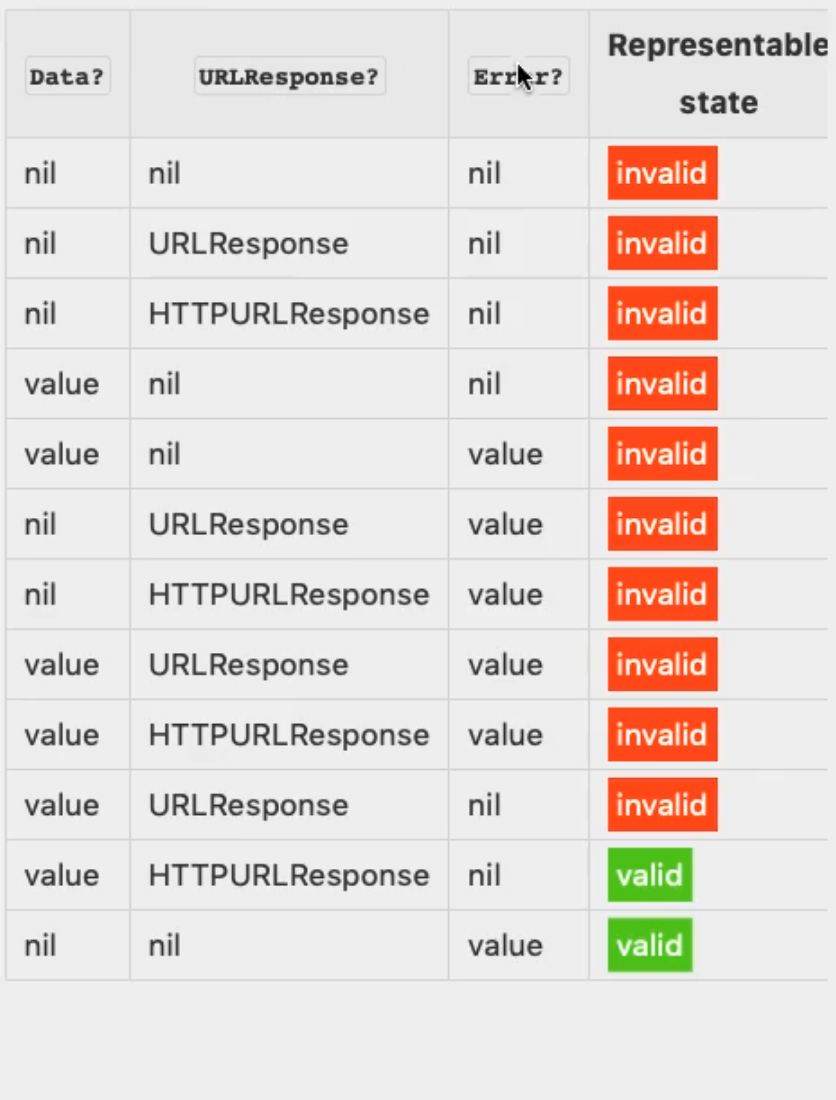 Data? URLResponse? Error? Representable
state
nil nil nil invalid
nil URLResponse nil invalid
nil HTTPURLResponse nil invalid
value nil nil invalid
value nil value invalid
nil URLResponse value invalid
nil HTTPURLResponse value invalid
value URLResponse value invalid
value HTTPURLResponse value invalid
value URLResponse nil invalid
value HTTPURLResponse nil valid
nil nil value valid